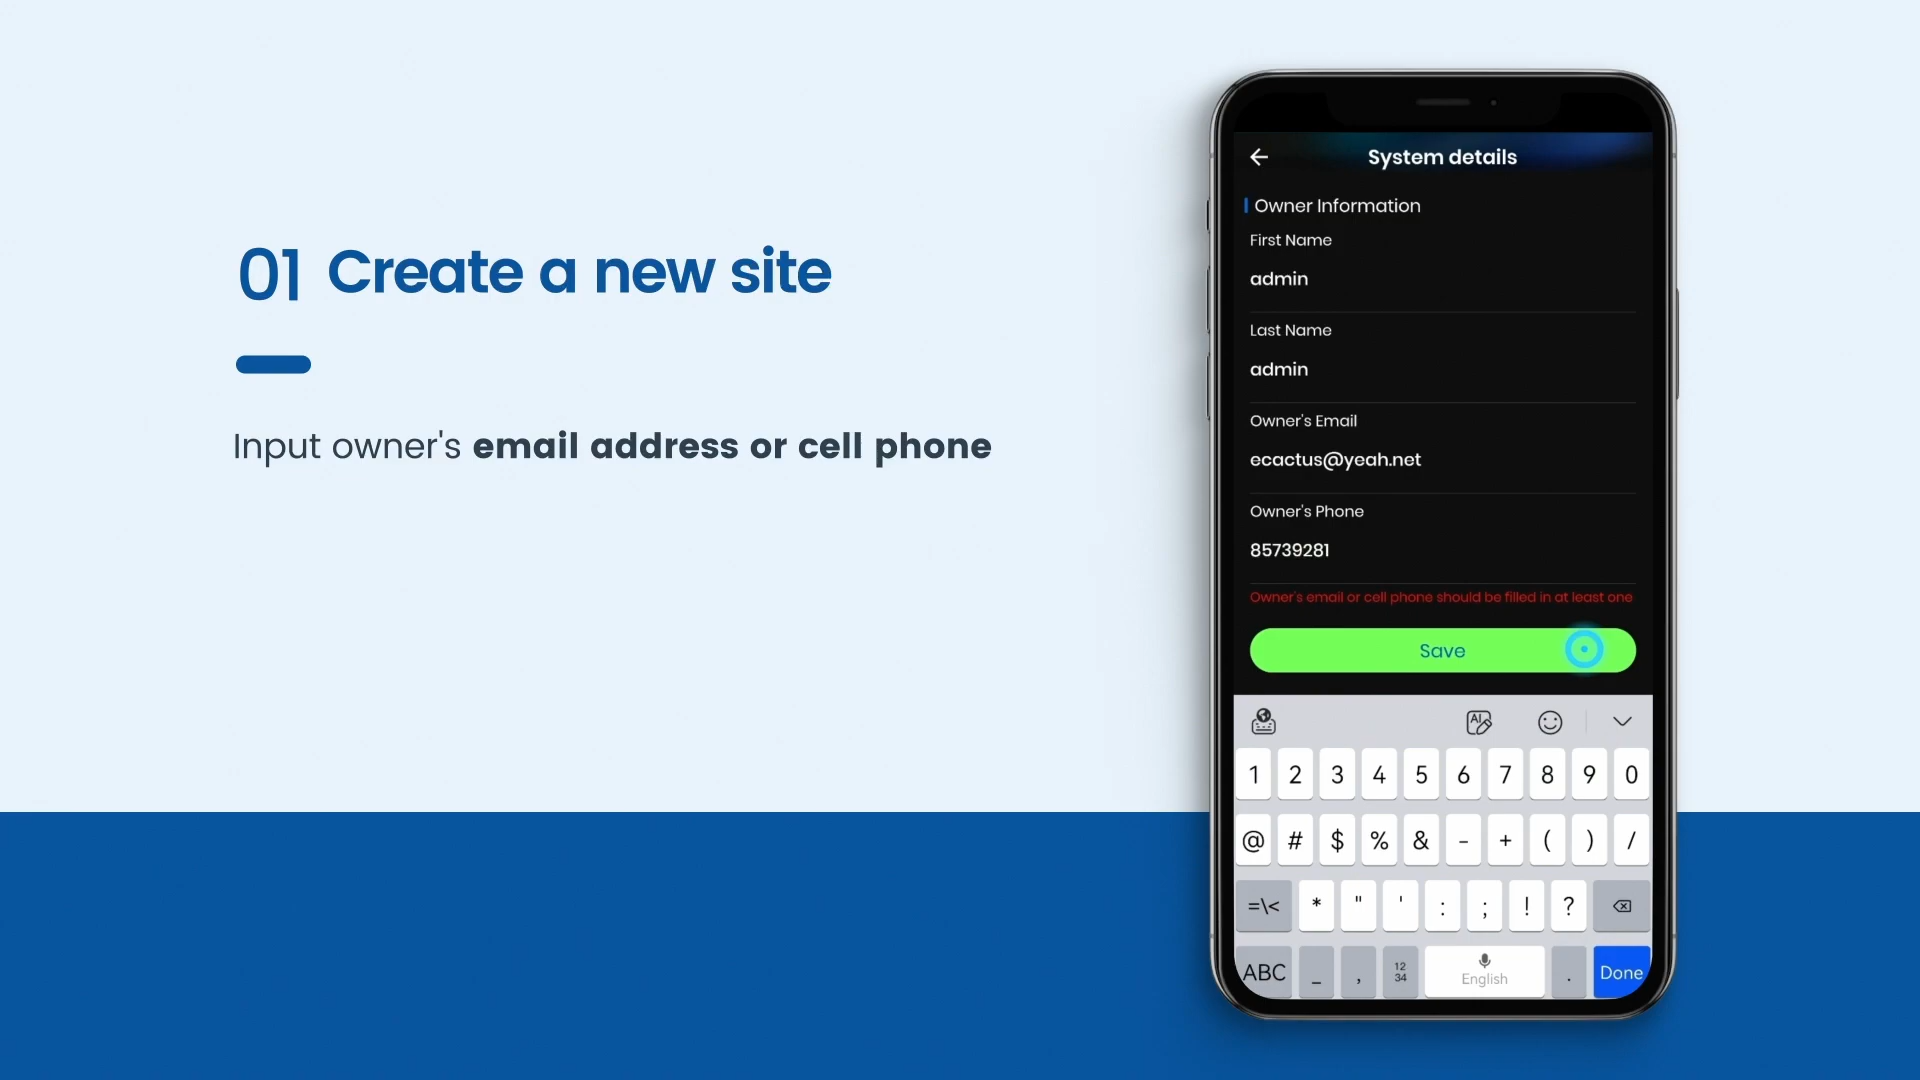 01 Create a new site
Input owner's email address or cell phone
System details
Owner Information
First Name
admin
Last Name
admin
Owner's Email
ecactus@yeah.net
Owner's Phone
85739281
Owner's email or cell phone should be filled in at least one
Save
AI
1 2 3 4 5 6 7 8 9 0
@ # $ % & - + ( ) /
=\< * " ' : ; ! ?
ABC _ , 12 34 English . Done